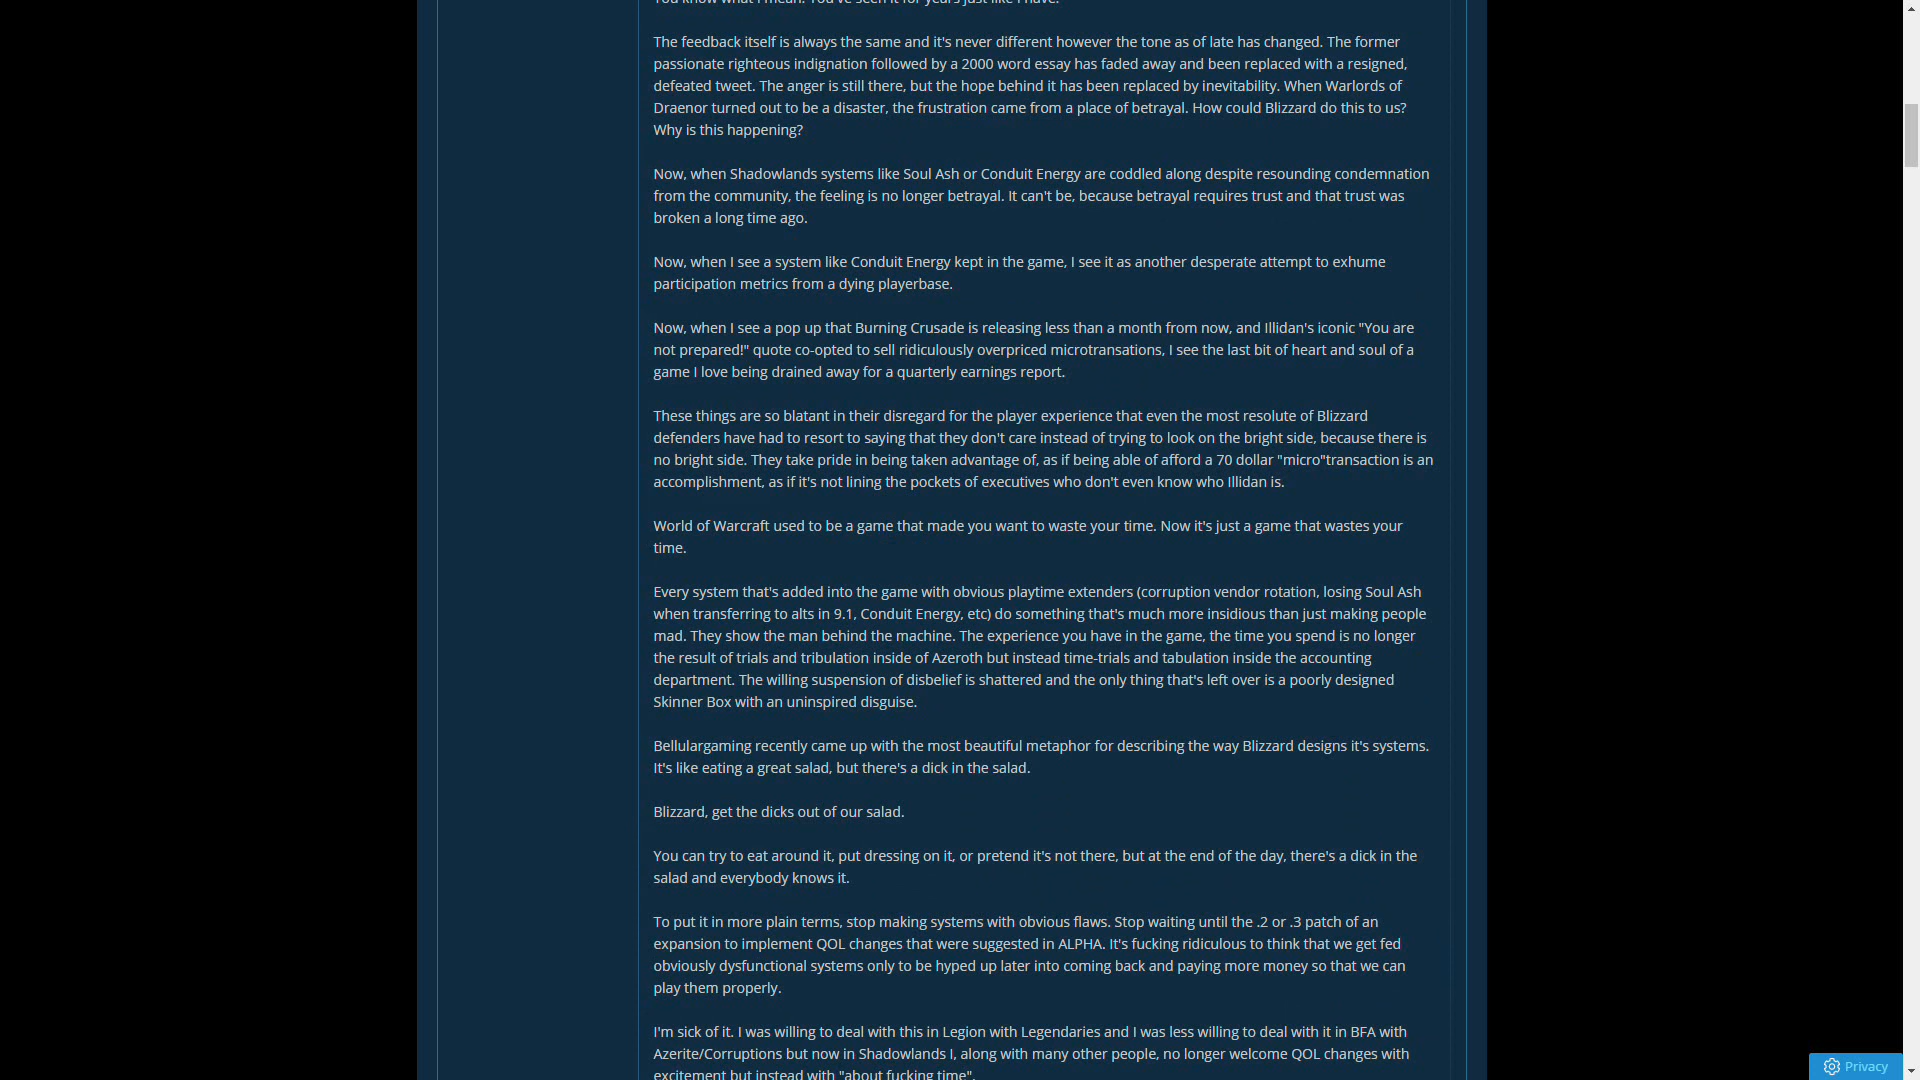 You know what I mean. You've seen it for years just like I have.
The feedback itself is always the same and it's never different however the tone as of late has changed. The former
passionate righteous indignation followed by a 2000 word essay has faded away and been replaced with a resigned,
defeated tweet. The anger is still there, but the hope behind it has been replaced by inevitability. When Warlords of
Draenor turned out to be a disaster, the frustration came from a place of betrayal. How could Blizzard do this to us?
Why is this happening?
Now, when Shadowlands systems like Soul Ash or Conduit Energy are coddled along despite resounding condemnation
from the community, the feeling is no longer betrayal. It can't be, because betrayal requires trust and that trust was
broken a long time ago.
Now, when I see a system like Conduit Energy kept in the game, I see it as another desperate attempt to exhume
participation metrics from a dying playerbase.
Now, when I see a pop up that Burning Crusade is releasing less than a month from now, and Illidan's iconic "You are
not prepared!" quote co-opted to sell ridiculously overpriced microtransations, I see the last bit of heart and soul of a
game I love being drained away for a quarterly earnings report.
These things are so blatant in their disregard for the player experience that even the most resolute of Blizzard
defenders have had to resort to saying that they don't care instead of trying to look on the bright side, because there is
no bright side. They take pride in being taken advantage of, as if being able of afford a 70 dollar "micro"transaction is an
accomplishment, as if it's not lining the pockets of executives who don't even know who Illidan is.
World of Warcraft used to be a game that made you want to waste your time. Now it's just a game that wastes your
time.
Every system that's added into the game with obvious playtime extenders (corruption vendor rotation, losing Soul Ash
when transferring to alts in 9.1, Conduit Energy, etc) do something that's much more insidious than just making people
mad. They show the man behind the machine. The experience you have in the game, the time you spend is no longer
the result of trials and tribulation inside of Azeroth but instead time-trials and tabulation inside the accounting
department. The willing suspension of disbelief is shattered and the only thing that's left over is a poorly designed
Skinner Box with an uninspired disguise.
Bellulargaming recently came up with the most beautiful metaphor for describing the way Blizzard designs it's systems.
It's like eating a great salad, but there's a dick in the salad.
Blizzard, get the dicks out of our salad.
You can try to eat around it, put dressing on it, or pretend it's not there, but at the end of the day, there's a dick in the
salad and everybody knows it.
To put it in more plain terms, stop making systems with obvious flaws. Stop waiting until the .2 or .3 patch of an
expansion to implement QOL changes that were suggested in ALPHA. It's fucking ridiculous to think that we get fed
obviously dysfunctional systems only to be hyped up later into coming back and paying more money so that we can
play them properly.
I'm sick of it. I was willing to deal with this in Legion with Legendaries and I was less willing to deal with it in BFA with
Azerite/Corruptions but now in Shadowlands I, along with many other people, no longer welcome QOL changes with
excitement but instead with "about fucking time".
Privacy